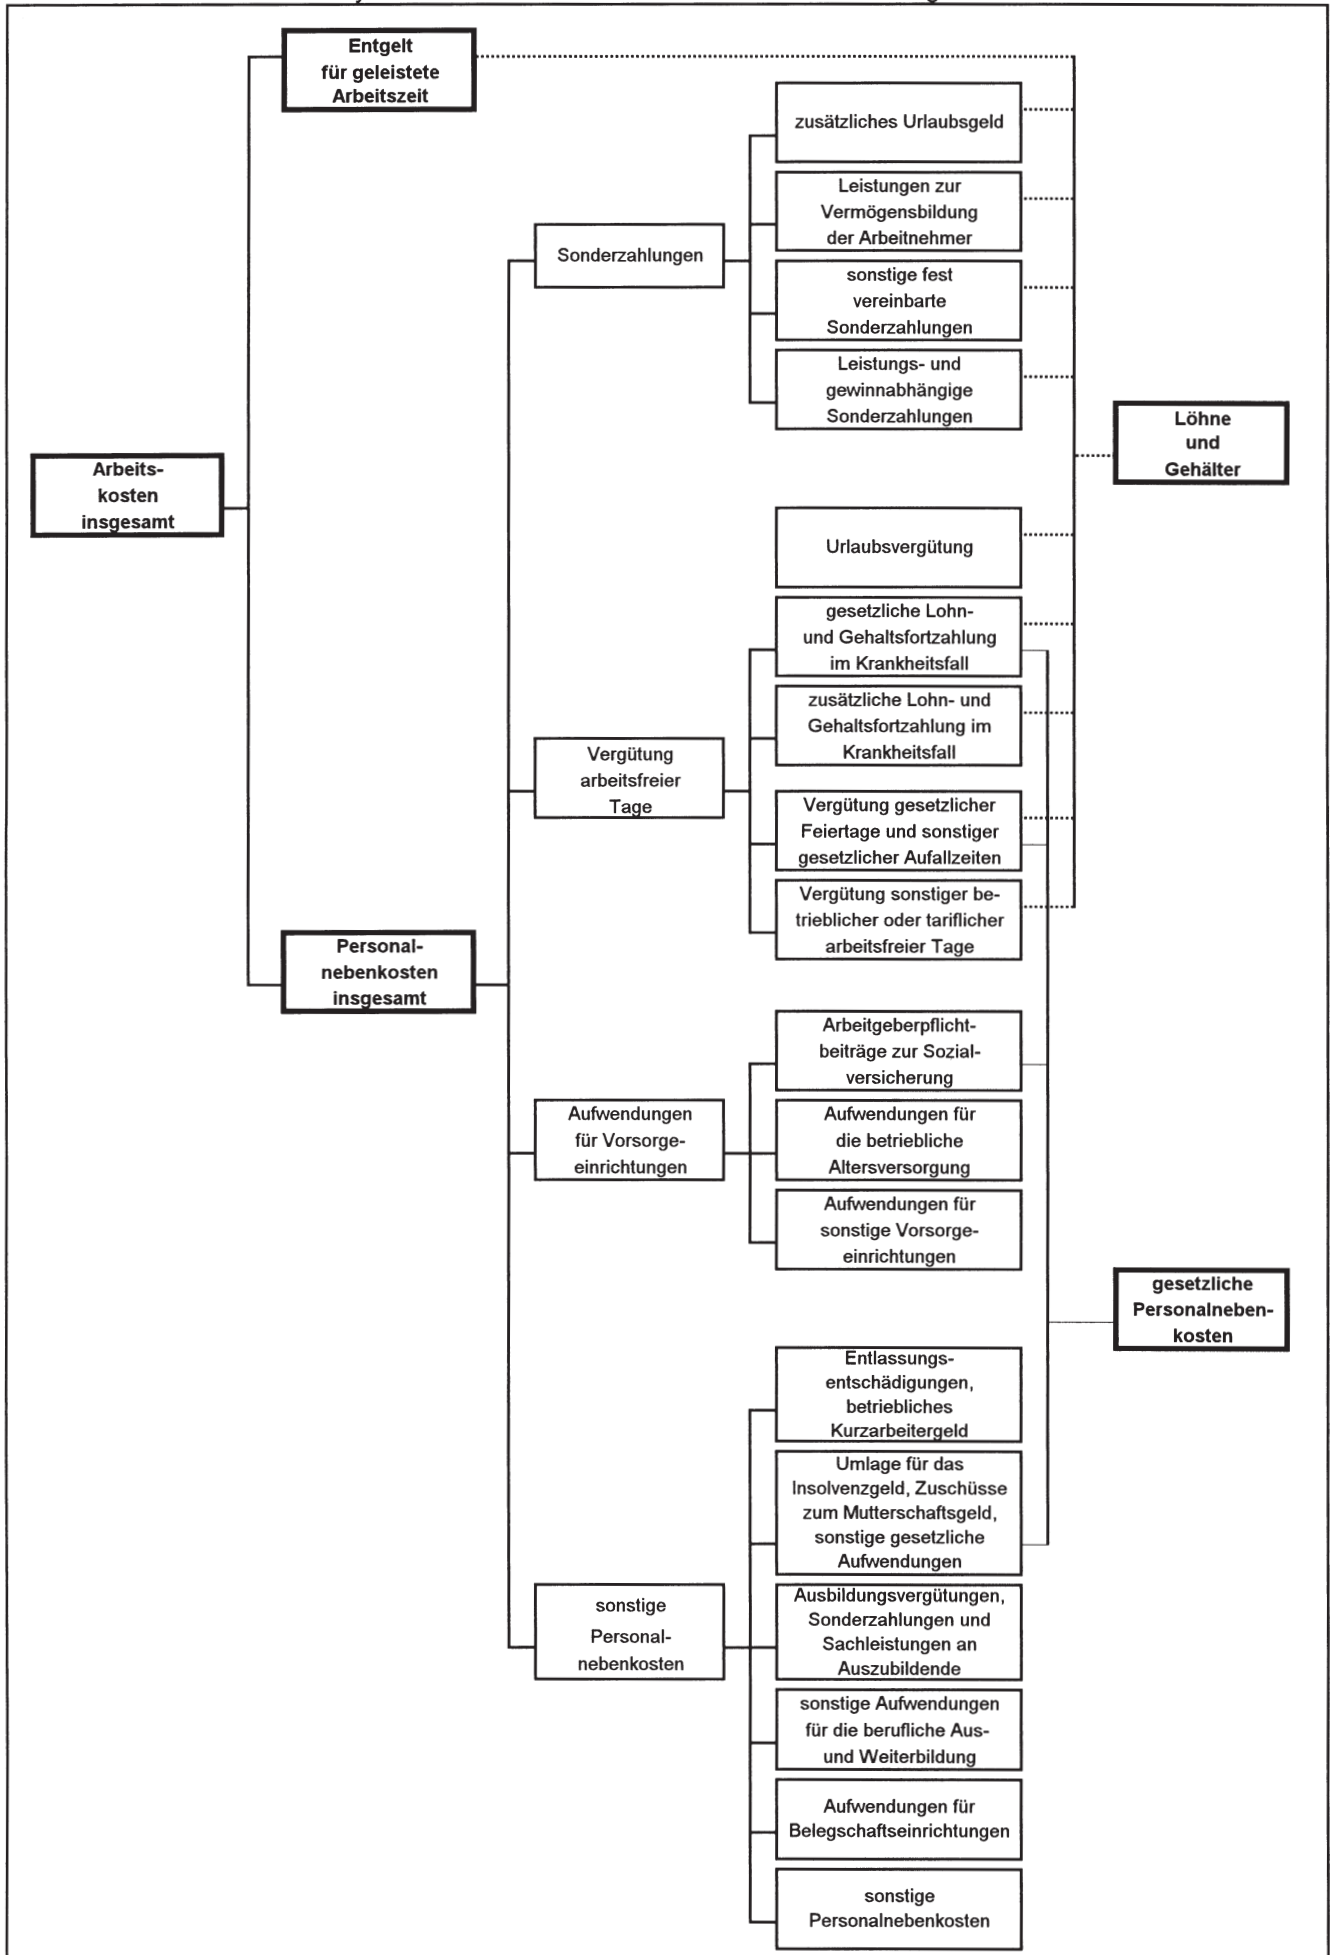 Entgelt
für geleistete
Arbeitszeit
zusätzliches Urlaubsgeld
Leistungen zur
Vermögensbildung
der Arbeitnehmer
Sonderzahlungen
sonstige fest
vereinbarte
Sonderzahlungen
Leistungs- und
gewinnabhängige
Sonderzahlungen
Löhne
und
Gehälter
Arbeits-
kosten
insgesamt
Urlaubsvergütung
gesetzliche Lohn-
und Gehaltsfortzahlung
im Krankheitsfall
zusätzliche Lohn- und
Gehaltsfortzahlung im
Krankheitsfall
Vergütung
arbeitsfreier
Tage
Vergütung gesetzlicher
Feiertage und sonstiger
gesetzlicher Aufallzeiten
Vergütung sonstiger be-
trieblicher oder tariflicher
arbeitsfreier Tage
Personal-
nebenkosten
insgesamt
Arbeitgeberpflicht-
beiträge zur Sozial-
versicherung
Aufwendungen
für Vorsorge-
einrichtungen
Aufwendungen für
die betriebliche
Altersversorgung
Aufwendungen für
sonstige Vorsorge-
einrichtungen
gesetzliche
Personalneben-
kosten
Entlassungs-
entschädigungen,
betriebliches
Kurzarbeitergeld
Umlage für das
Insolvenzgeld, Zuschüsse
zum Mutterschaftsgeld,
sonstige gesetzliche
Aufwendungen
sonstige
Personal-
nebenkosten
Ausbildungsvergütungen,
Sonderzahlungen und
Sachleistungen an
Auszubildende
sonstige Aufwendungen
für die berufliche Aus-
und Weiterbildung
Aufwendungen für
Belegschaftseinrichtungen
sonstige
Personalnebenkosten